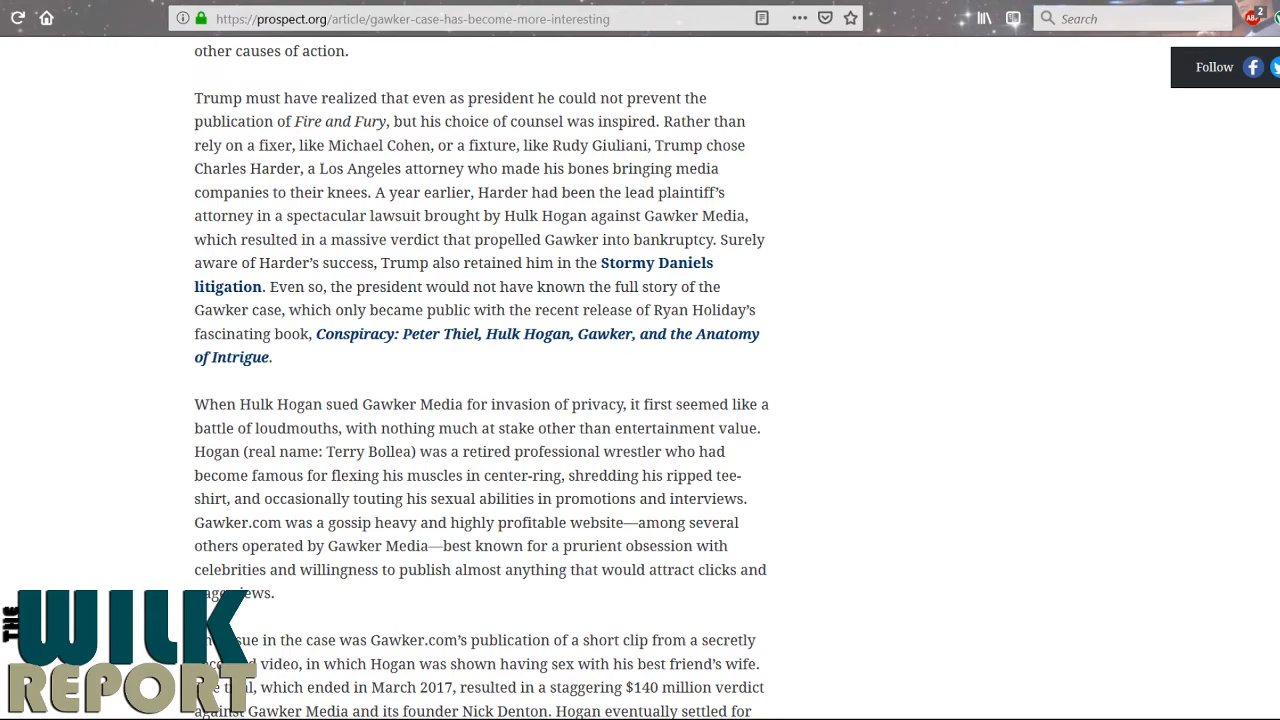 https://prospect.org/article/gawker-case-has-become-more-interesting
Search
2
other causes of action.
Follow
Trump must have realized that even as president he could not prevent the
publication of Fire and Fury, but his choice of counsel was inspired. Rather than
rely on a fixer, like Michael Cohen, or a fixture, like Rudy Giuliani, Trump chose
Charles Harder, a Los Angeles attorney who made his bones bringing media
companies to their knees. A year earlier, Harder had been the lead plaintiff’s
attorney in a spectacular lawsuit brought by Hulk Hogan against Gawker Media,
which resulted in a massive verdict that propelled Gawker into bankruptcy. Surely
aware of Harder’s success, Trump also retained him in the Stormy Daniels
litigation. Even so, the president would not have known the full story of the
Gawker case, which only became public with the recent release of Ryan Holiday’s
fascinating book, Conspiracy: Peter Thiel, Hulk Hogan, Gawker, and the Anatomy
of Intrigue.
When Hulk Hogan sued Gawker Media for invasion of privacy, it first seemed like a
battle of loudmouths, with nothing much at stake other than entertainment value.
Hogan (real name: Terry Bollea) was a retired professional wrestler who had
become famous for flexing his muscles in center-ring, shredding his ripped tee-
shirt, and occasionally touting his sexual abilities in promotions and interviews.
Gawker.com was a gossip heavy and highly profitable website—among several
others operated by Gawker Media—best known for a prurient obsession with
celebrities and willingness to publish almost anything that would attract clicks and
in the case was Gawker.com’s publication of a short clip from a secretly
video, in which Hogan was shown having sex with his best friend’s wife.
which ended in March 2017, resulted in a staggering $140 million verdict
against Gawker Media and its founder Nick Denton. Hogan eventually settled for
THE WILK
REPORT